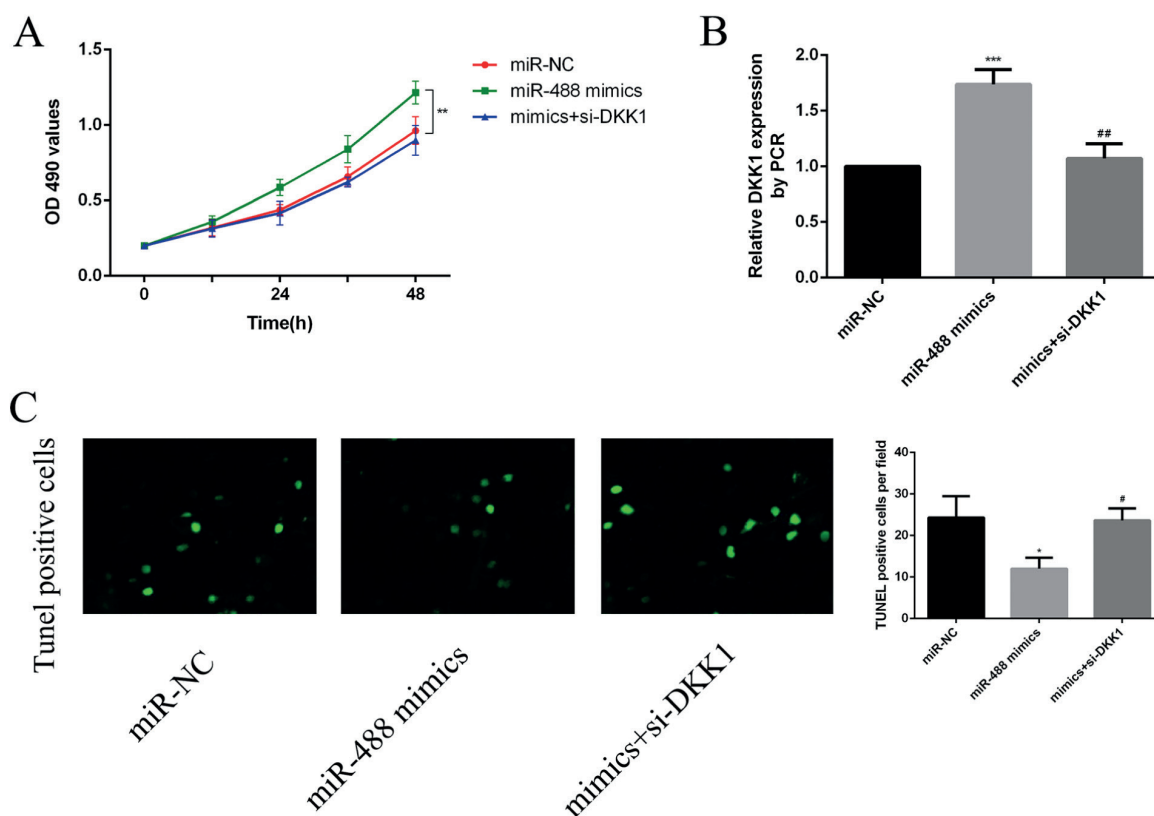 A
OD 490 values
1.5
1.0
0.5
0.0
0
24
48
Time(h)
miR-NC
miR-488 mimics
mimics+si-DKK1
**
B
Relative DKK1 expression
by PCR
2.0
1.5
1.0
0.5
0.0
***
##
miR-NC
miR-488 mimics
minics+si-DKK1
C
Tunel positive cells
miR-NC
miR-488 mimics
mimics+si-DKK1
TUNEL positive cells per field
40
30
20
10
0
*
#
miR-NC
miR-488 mimics
mimics+si-DKK1